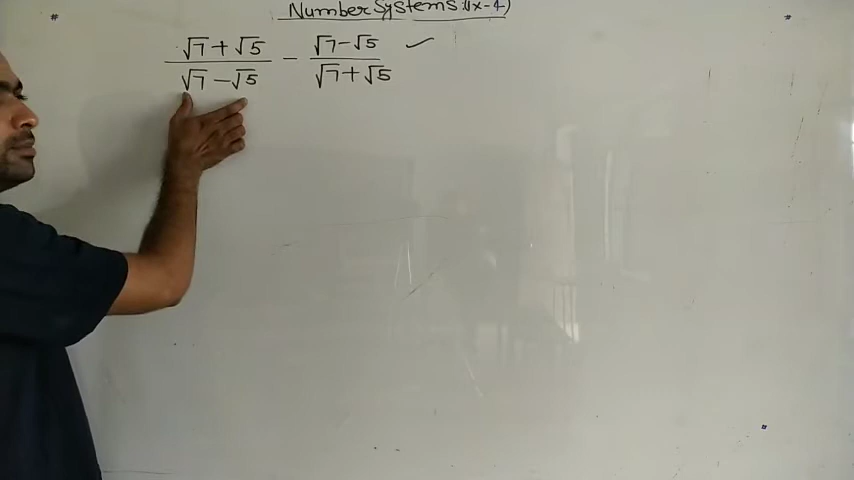 Number Systems (IX-4)
√7+√5 / √7-√5 - √7-√5 / √7+√5 ✓